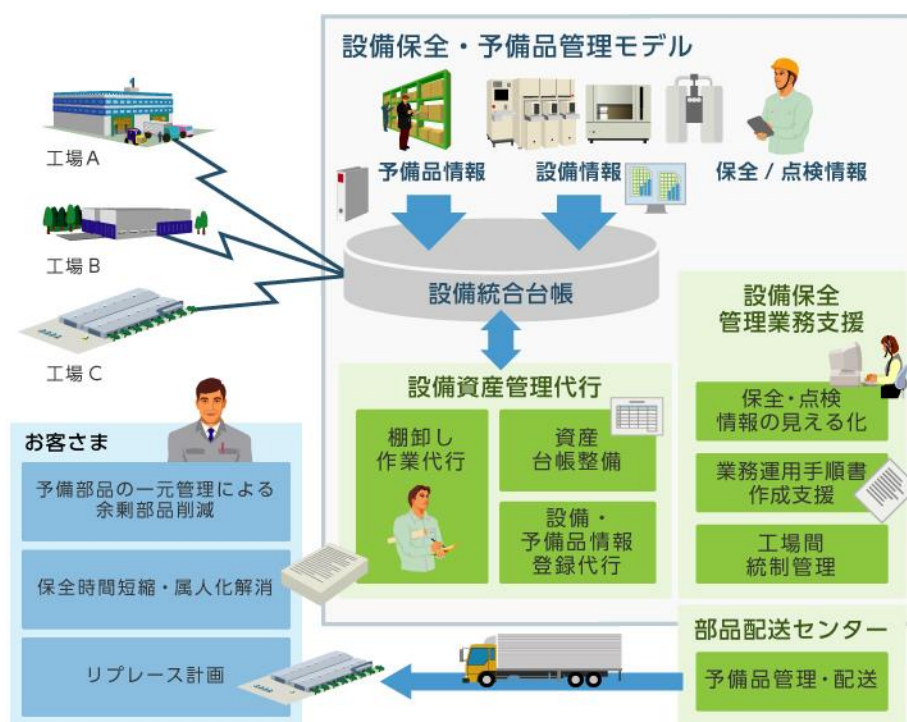 設備保全・予備品管理モデル
工場A
工場B
工場C
予備品情報
設備情報
保全 / 点検情報
設備統合台帳
設備資産管理代行
棚卸し
作業代行
資産
台帳整備
設備・
予備品情報
登録代行
設備保全
管理業務支援
保全・点検
情報の見える化
業務運用手順書
作成支援
工場間
統制管理
お客さま
予備部品の一元管理による
余剰部品削減
保全時間短縮・属人化解消
リプレース計画
部品配送センター
予備品管理・配送